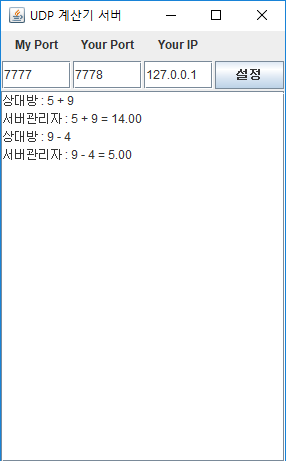 UDP 계산기 서버
My Port Your Port Your IP
7777 7778 127.0.0.1 설정
상대방 : 5 + 9
서버관리자 : 5 + 9 = 14.00
상대방 : 9 - 4
서버관리자 : 9 - 4 = 5.00